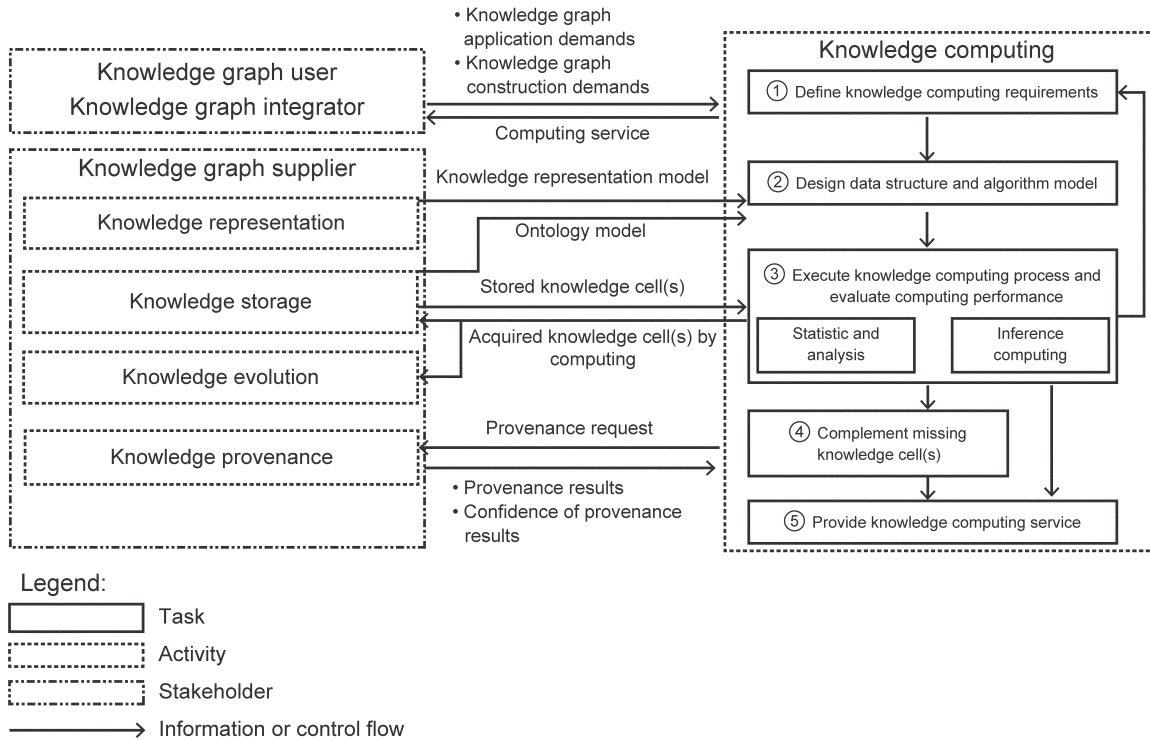 • Knowledge graph
application demands
• Knowledge graph
construction demands
Computing service
Knowledge graph user
Knowledge graph integrator
Knowledge graph supplier
Knowledge representation
Knowledge storage
Knowledge evolution
Knowledge provenance
Knowledge representation model
Ontology model
Stored knowledge cell(s)
Acquired knowledge cell(s) by
computing
Provenance request
• Provenance results
• Confidence of provenance
results
Knowledge computing
① Define knowledge computing requirements
② Design data structure and algorithm model
③ Execute knowledge computing process and
evaluate computing performance
Statistic and
analysis
Inference
computing
④ Complement missing
knowledge cell(s)
⑤ Provide knowledge computing service
Legend:
Task
Activity
Stakeholder
Information or control flow